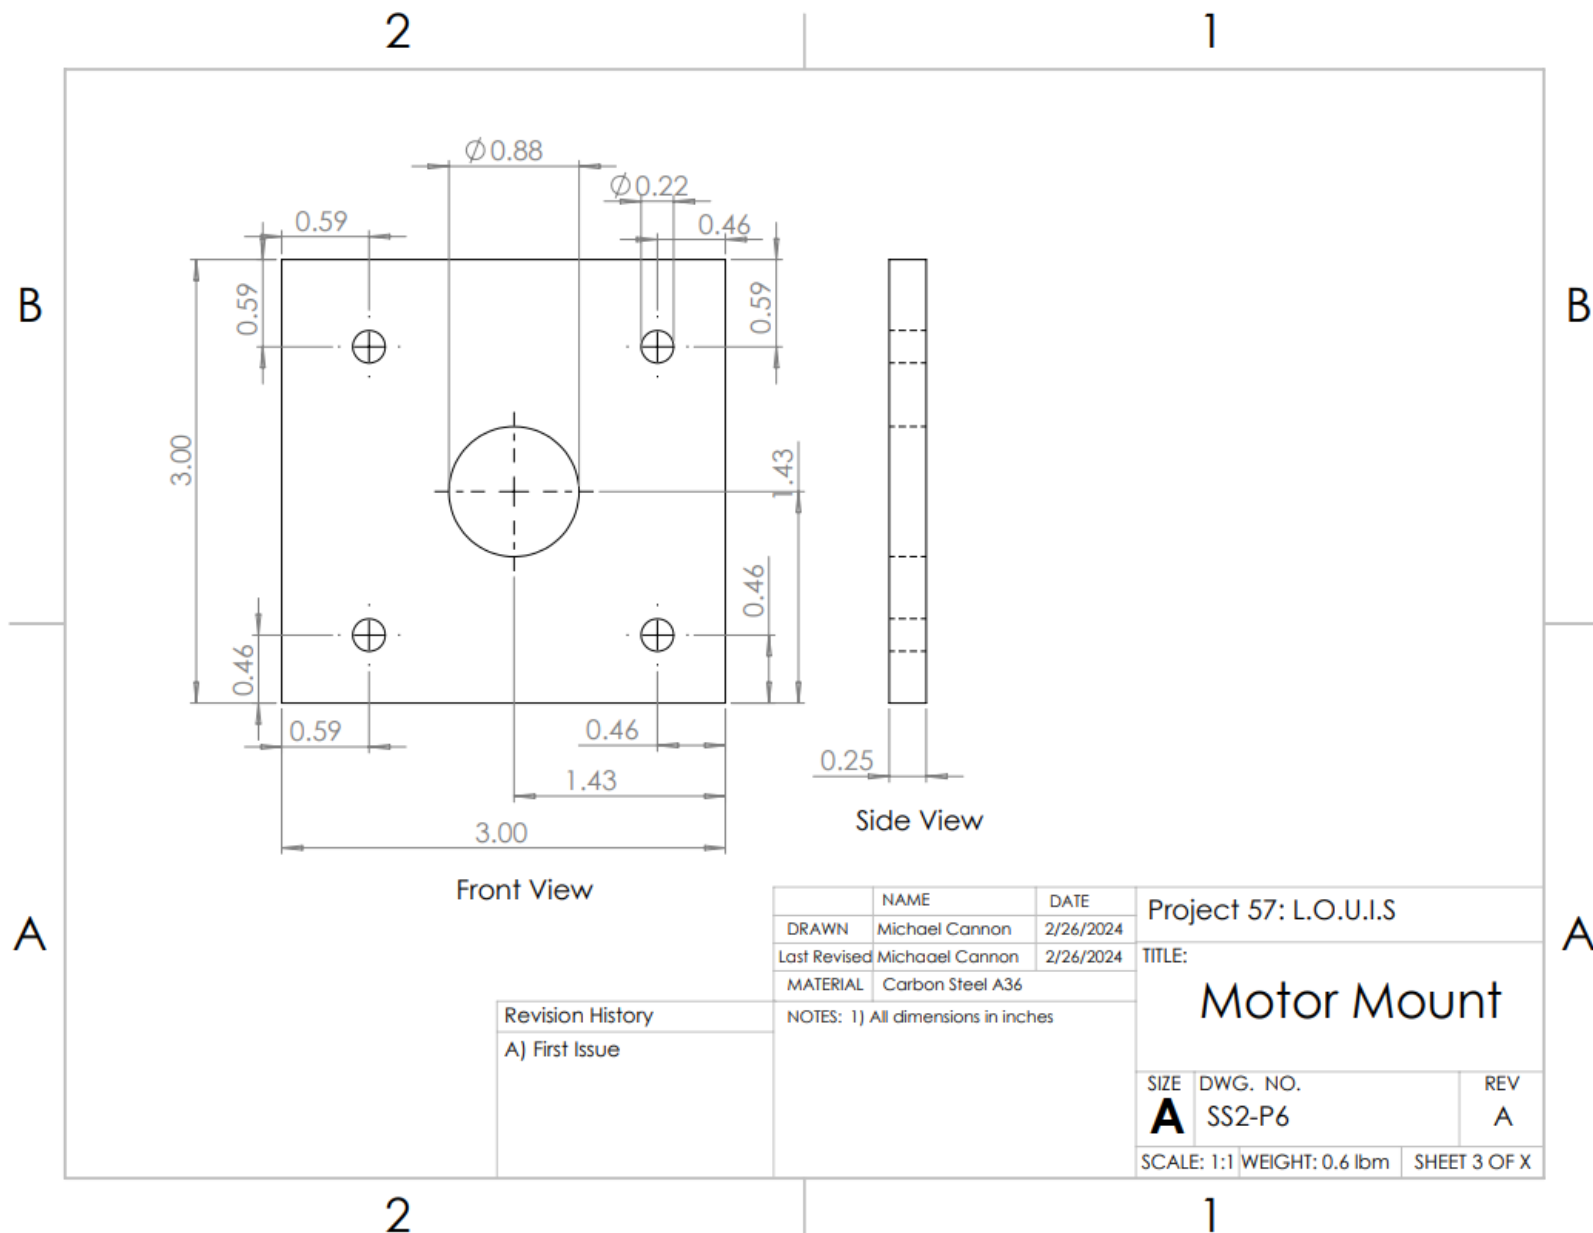 2 1
Ø0.88
Ø0.22
0.59 0.46
B 0.59 0.59 B
3.00
1.43
0.46
0.46
0.59 0.46
0.25
1.43
Side View
3.00
Front View
NAME DATE
DRAWN Michael Cannon 2/26/2024
Last Revised Michaael Cannon 2/26/2024
MATERIAL Carbon Steel A36
NOTES: 1) All dimensions in inches
Revision History
A) First Issue
Project 57: L.O.U.I.S
TITLE:
Motor Mount
A A
SIZE DWG. NO. REV
A SS2-P6 A
SCALE: 1:1 WEIGHT: 0.6 lbm SHEET 3 OF X
2 1